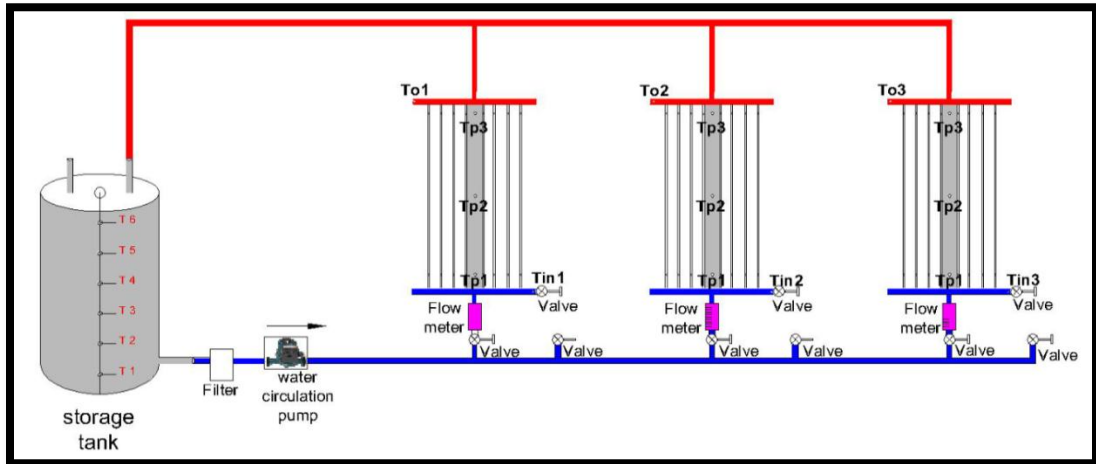 To1
To2
To3
Tp3
Tp3
Tp3
Tp2
Tp2
Tp2
Tp1
Tp1
Tp1
Tin1
Tin2
Tin3
Valve
Valve
Valve
Flow
meter
Flow
meter
Flow
meter
Valve
Valve
Valve
Valve
Valve
Valve
T 6
T 5
T 4
T 3
T 2
T 1
Filter
water
circulation
pump
storage
tank